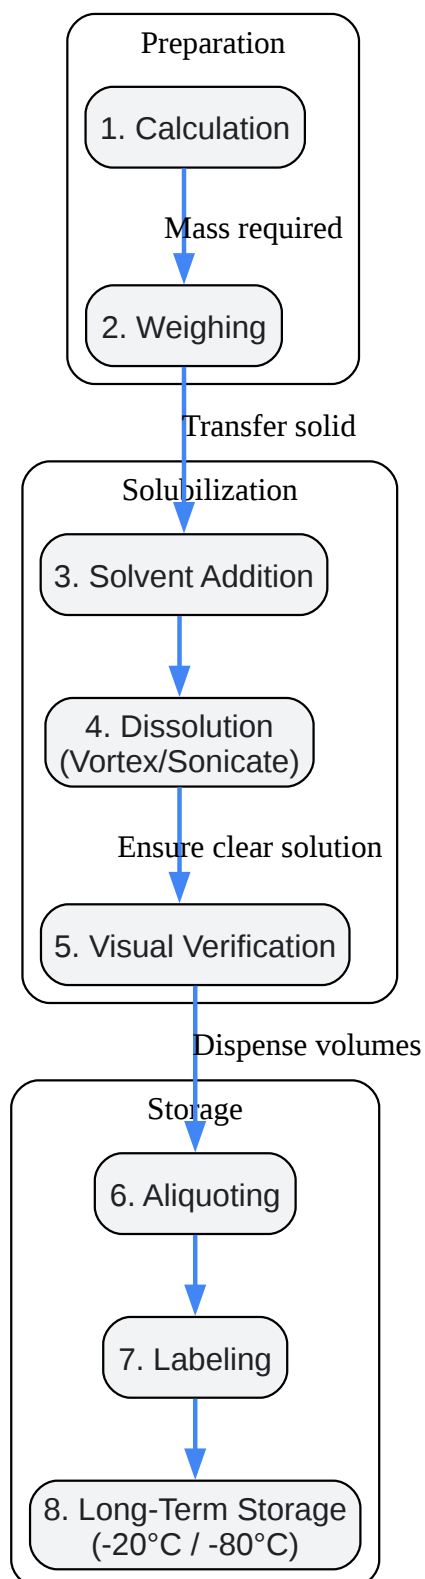 Preparation
1. Calculation
Mass required
2. Weighing
Transfer solid
Solubilization
3. Solvent Addition
4. Dissolution
(Vortex/Sonicate)
Ensure clear solution
5. Visual Verification
Dispense volumes
Storage
6. Aliquoting
7. Labeling
8. Long-Term Storage
(-20°C / -80°C)